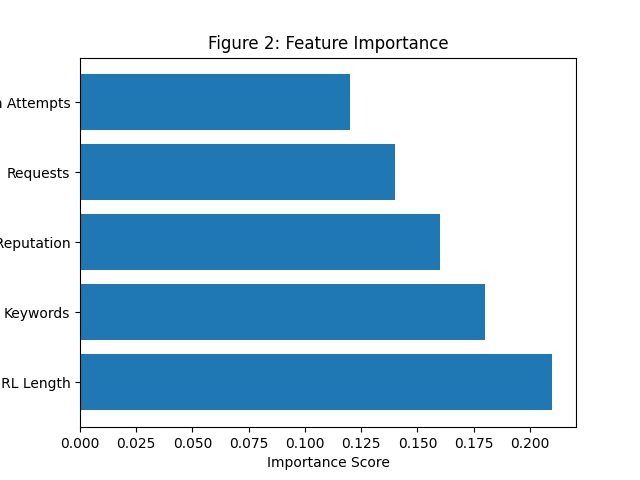 Figure 2: Feature Importance
Attempts
Requests
Reputation
Keywords
RL Length
0.000 0.025 0.050 0.075 0.100 0.125 0.150 0.175 0.200
Importance Score